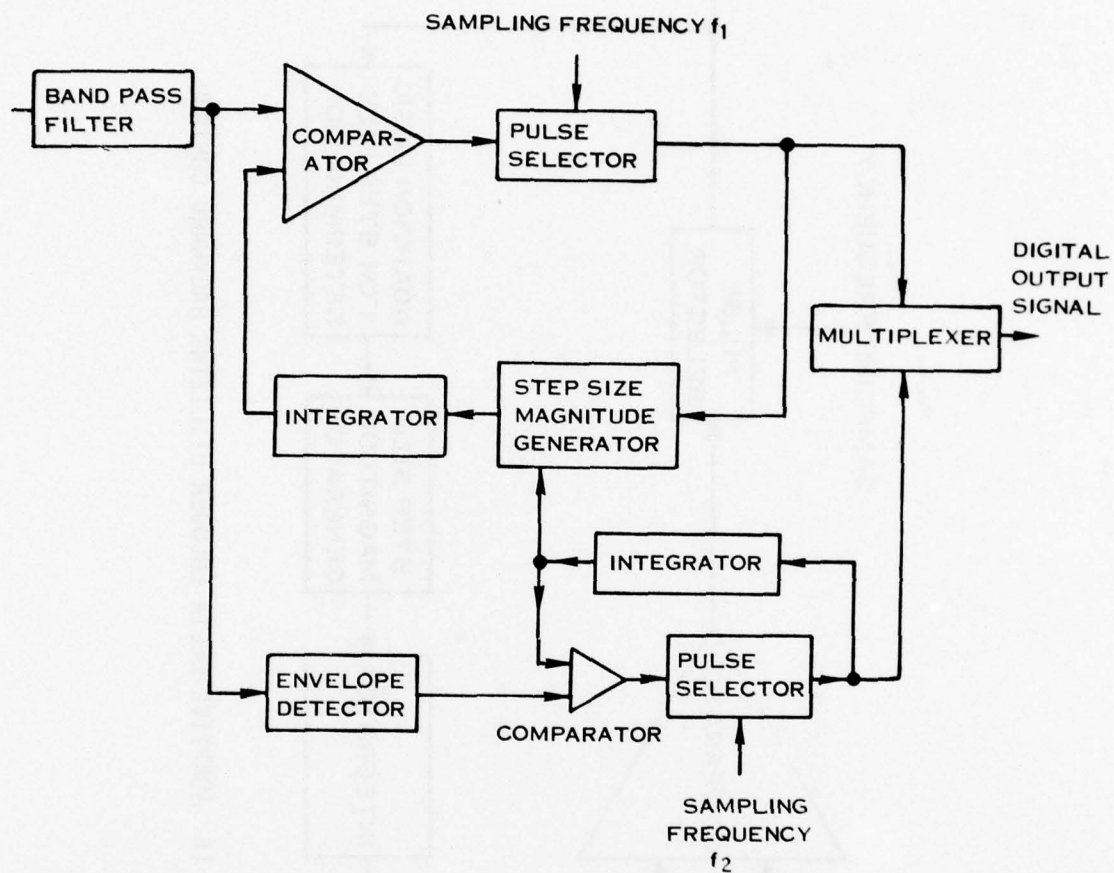 SAMPLING FREQUENCY f₁
BAND PASS
FILTER
COMPAR-
ATOR
PULSE
SELECTOR
DIGITAL
OUTPUT
SIGNAL
MULTIPLEXER
INTEGRATOR
STEP SIZE
MAGNITUDE
GENERATOR
INTEGRATOR
ENVELOPE
DETECTOR
COMPARATOR
PULSE
SELECTOR
SAMPLING
FREQUENCY
f₂